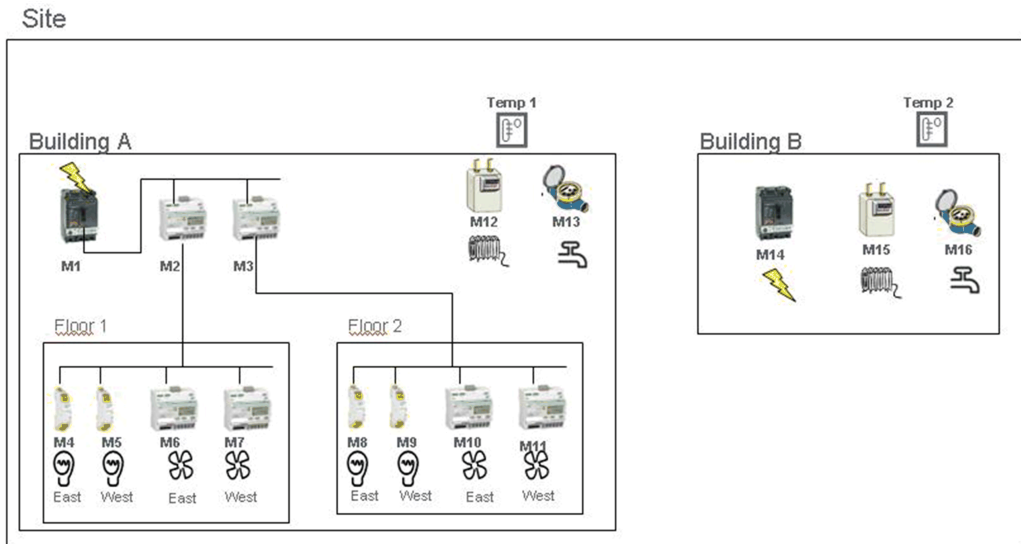 Site
Temp 1
Temp 2
Building A
Building B
M12
M13
M1
M2
M3
M14
M15
M16
Floor 1
Floor 2
M4
M5
M6
M7
M8
M9
M10
M11
East
West
East
West
East
West
East
West